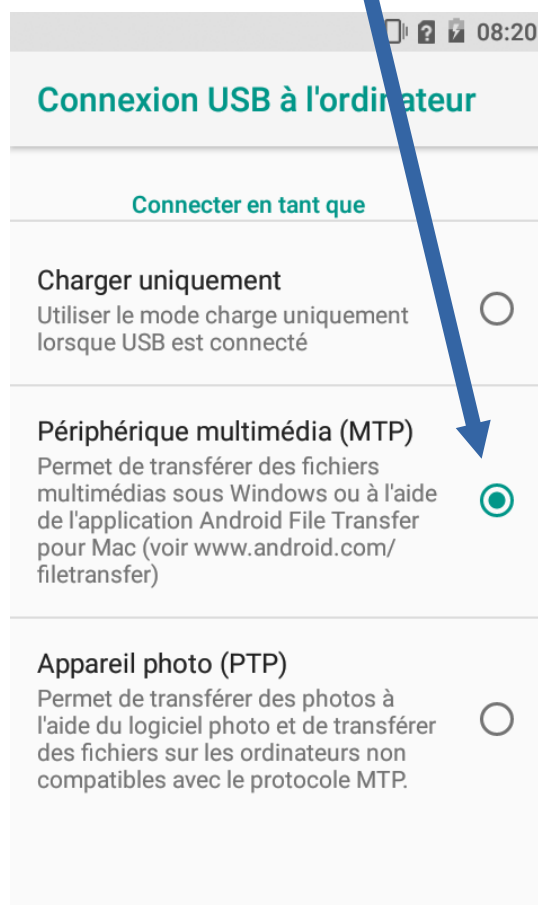 08:20
Connexion USB à l'ordinateur
Connecter en tant que
Charger uniquement
Utiliser le mode charge uniquement
lorsque USB est connecté
Périphérique multimédia (MTP)
Permet de transférer des fichiers
multimédias sous Windows ou à l'aide
de l'application Android File Transfer
pour Mac (voir www.android.com/
filetransfer)
Appareil photo (PTP)
Permet de transférer des photos à
l'aide du logiciel photo et de transférer
des fichiers sur les ordinateurs non
compatibles avec le protocole MTP.